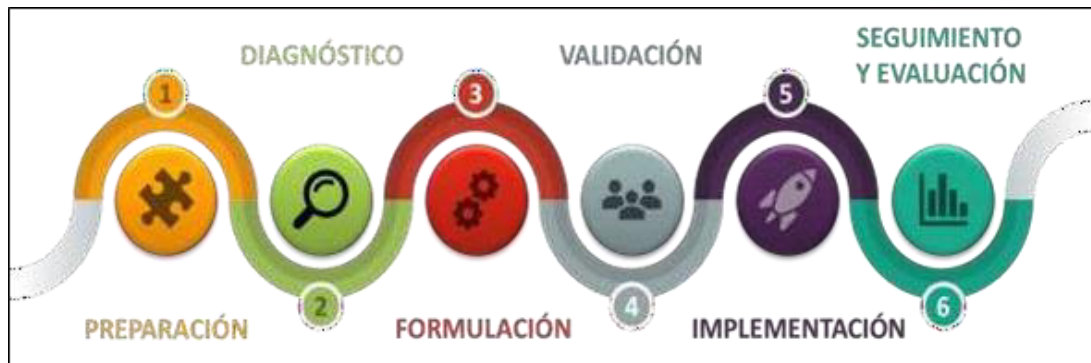 1
PREPARACIÓN
2
DIAGNÓSTICO
3
FORMULACIÓN
4
VALIDACIÓN
5
IMPLEMENTACIÓN
6
SEGUIMIENTO
Y EVALUACIÓN